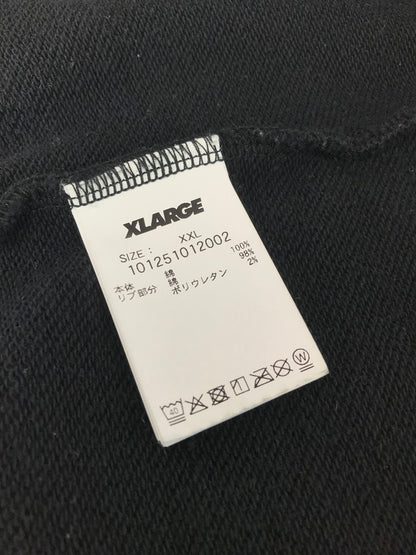 XLARGE
SIZE: XXL
101251012002
本体 綿 100%
リブ部分 綿 98%
ポリウレタン 2%
40
W